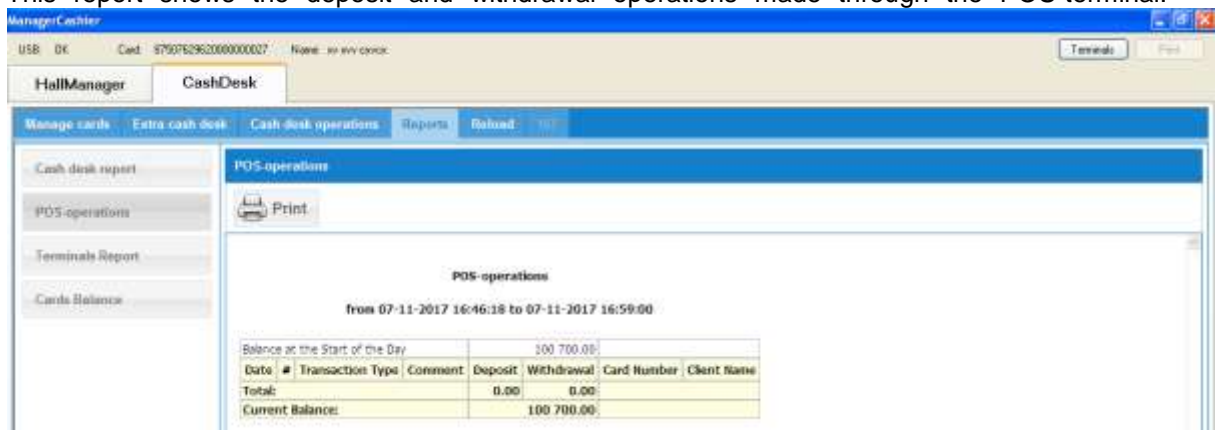 This report shows the deposit and withdrawal operations made through the POS-terminal.
ManagerCashier
USB OK Card: Name: Terminals Print
HallManager CashDesk
Manage cards Extra cash desk Cash desk operations Reports Reload
Cash desk report
POS-operations
POS-operations
Print
Terminals Report
Cards Balance
POS-operations
from 07-11-2017 16:46:18 to 07-11-2017 16:59:00
Balance at the Start of the Day 100 700.00
Date # Transaction Type Comment Deposit Withdrawal Card Number Client Name
Total: 0.00 0.00
Current Balance: 100 700.00